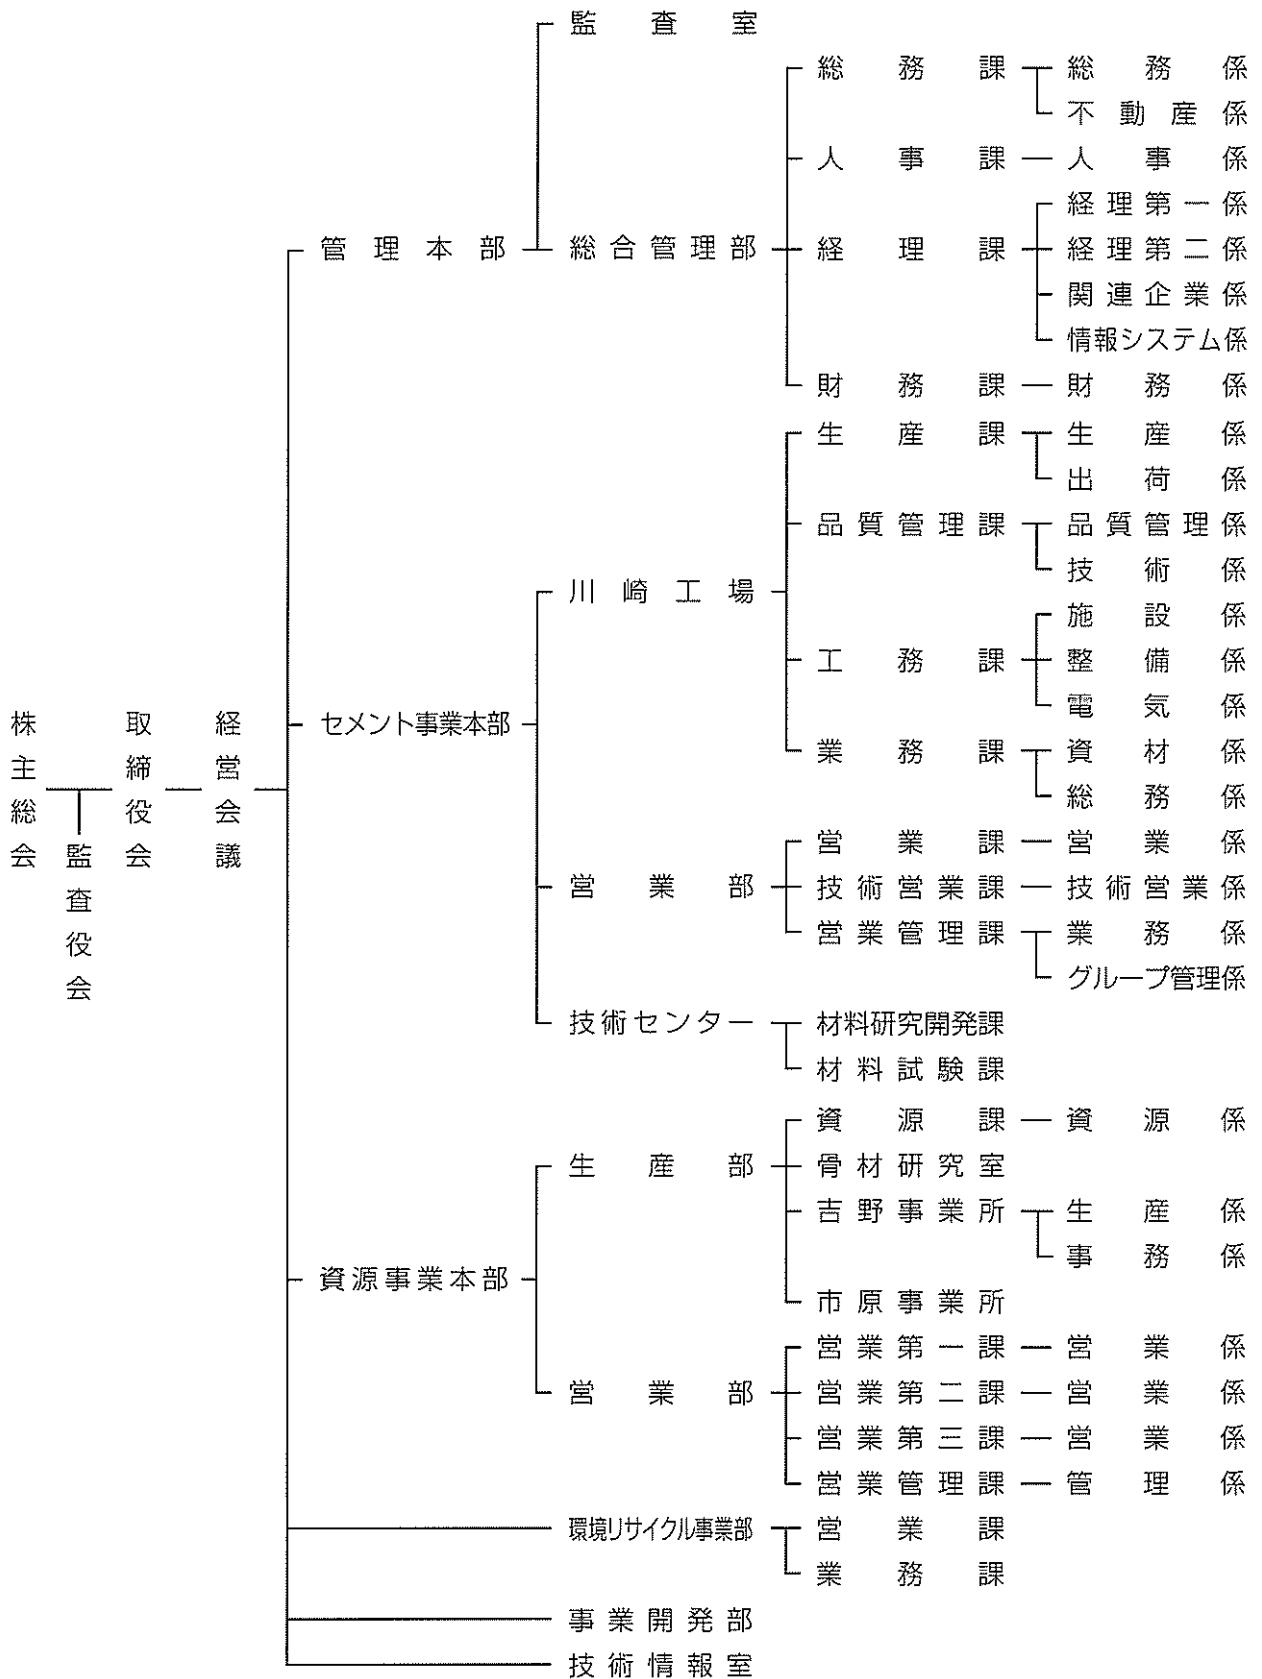 株主総会
監査役会
取締役会
経営会議
管理本部
監査室
総合管理部
総務課
総務係
不動産係
人事課
人事係
経理課
経理第一係
経理第二係
関連企業係
情報システム係
財務課
財務係
セメント事業本部
川崎工場
生産課
生産係
出荷係
品質管理課
品質管理係
技術係
工務課
施設係
整備係
電気係
業務課
資材係
総務係
営業部
営業課
営業係
技術営業課
技術営業係
営業管理課
業務係
グループ管理係
技術センター
材料研究開発課
材料試験課
資源事業本部
生産部
資源課
資源係
骨材研究室
吉野事業所
生産係
事務係
市原事業所
営業部
営業第一課
営業係
営業第二課
営業係
営業第三課
営業係
営業管理課
管理係
環境リサイクル事業部
営業課
業務課
事業開発部
技術情報室